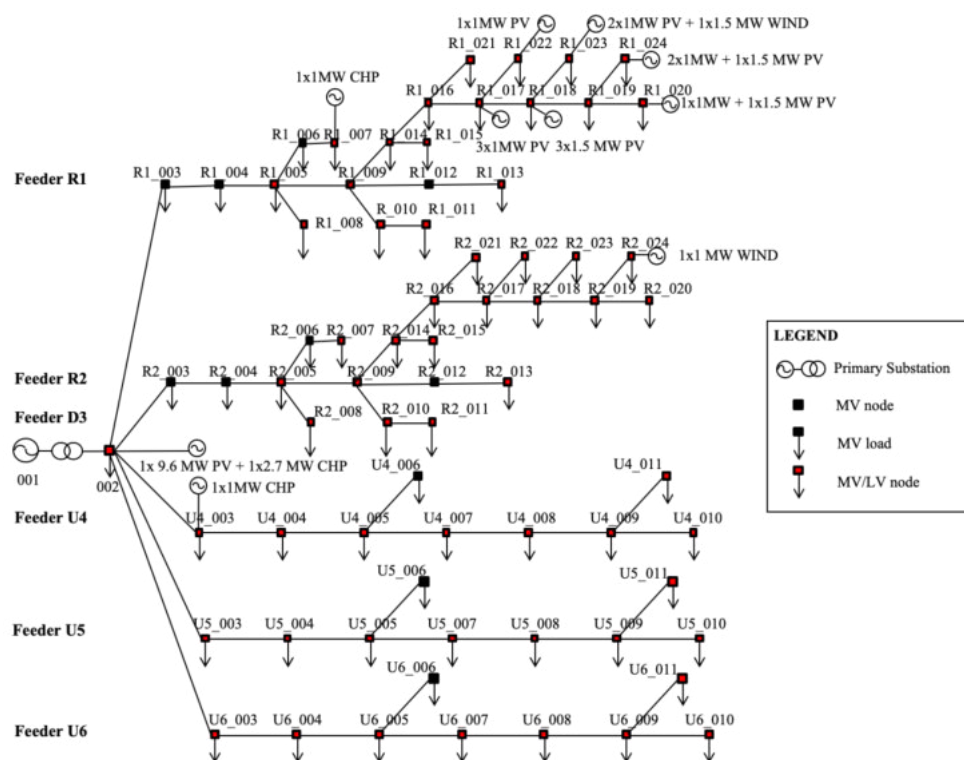 1x1MW PV
2x1MW PV + 1x1.5 MW WIND
R1_021
R1_022
R1_023
R1_024
2x1MW + 1x1.5 MW PV
1x1MW CHP
R1_016
R1_017
R1_018
R1_019
R1_020
1x1MW + 1x1.5 MW PV
R1_006
R1_007
R1_014
R1_015
3x1MW PV
3x1.5 MW PV
Feeder R1
R1_003
R1_004
R1_005
R1_009
R1_012
R1_013
R1_008
R_010
R1_011
R2_021
R2_022
R2_023
R2_024
1x1 MW WIND
R2_016
R2_017
R2_018
R2_019
R2_020
R2_006
R2_007
R2_014
R2_015
Feeder R2
R2_003
R2_004
R2_005
R2_009
R2_012
R2_013
R2_008
R2_010
R2_011
LEGEND
Primary Substation
MV node
MV load
MV/LV node
Feeder D3
001
002
1x 9.6 MW PV + 1x2.7 MW CHP
1x1MW CHP
U4_006
U4_011
Feeder U4
U4_003
U4_004
U4_005
U4_007
U4_008
U4_009
U4_010
U5_006
U5_011
Feeder U5
U5_003
U5_004
U5_005
U5_007
U5_008
U5_009
U5_010
U6_006
U6_011
Feeder U6
U6_003
U6_004
U6_005
U6_007
U6_008
U6_009
U6_010